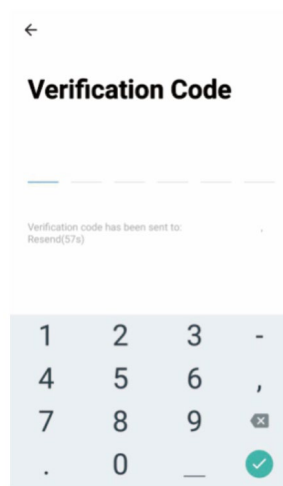 Verification Code
Verification code has been sent to:
Resend(57s)
1 2 3 -
4 5 6 ,
7 8 9
. 0 _